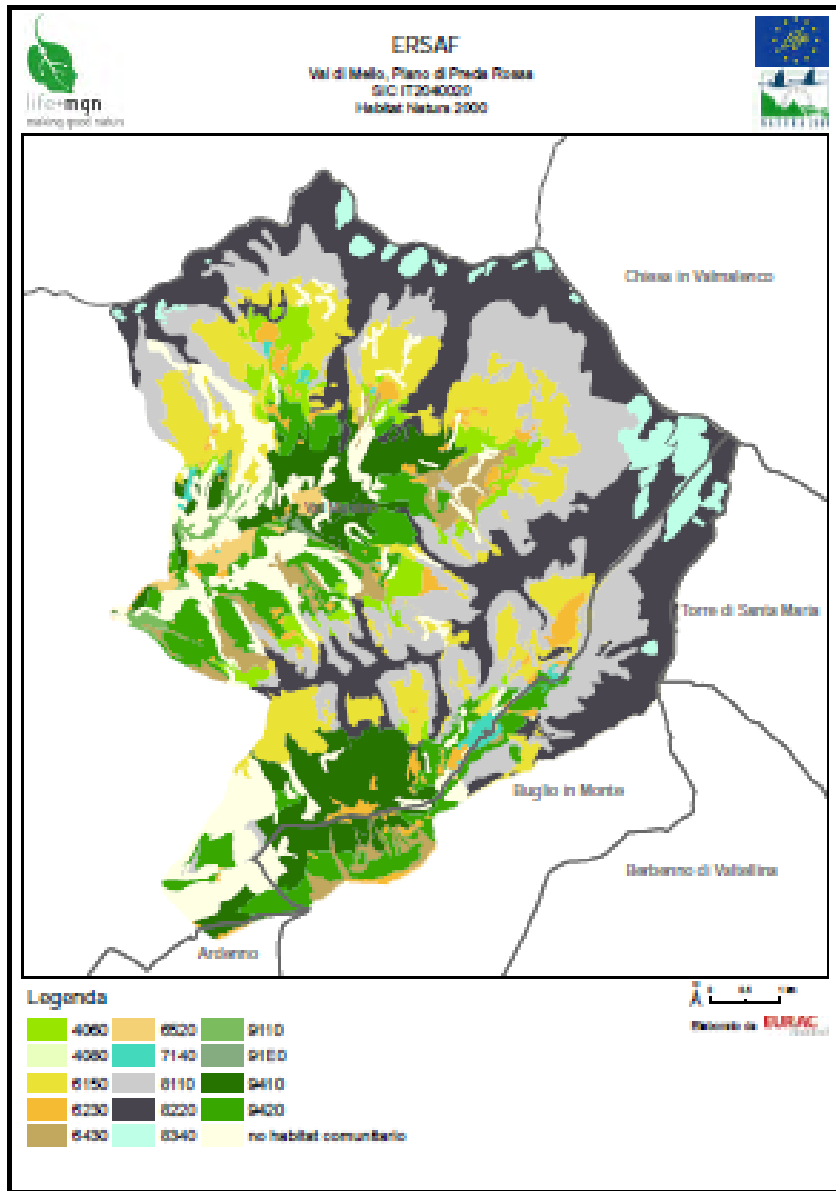 life+mgn
making good natura
ERSAF
Val di Mello, Piano di Preda Rossa
SIC IT2040020
Habitat Natura 2000
NATURA 2000
Chiesa in Valmalenco
Torre di Santa Maria
Buglio in Monte
Berbenno di Valtellina
Ardenno
Legenda
4060
4080
6150
6230
6430
6520
7140
8110
8220
8340
9110
91E0
9410
9420
no habitat comunitario
Elaborato da EURAC